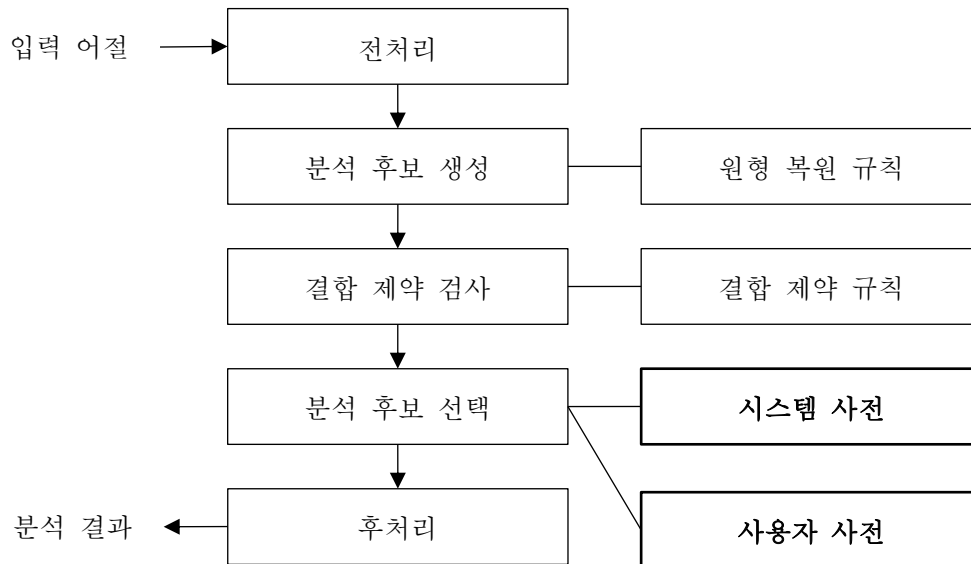 입력 어절
전처리
분석 후보 생성
원형 복원 규칙
결합 제약 검사
결합 제약 규칙
분석 후보 선택
시스템 사전
분석 결과
후처리
사용자 사전